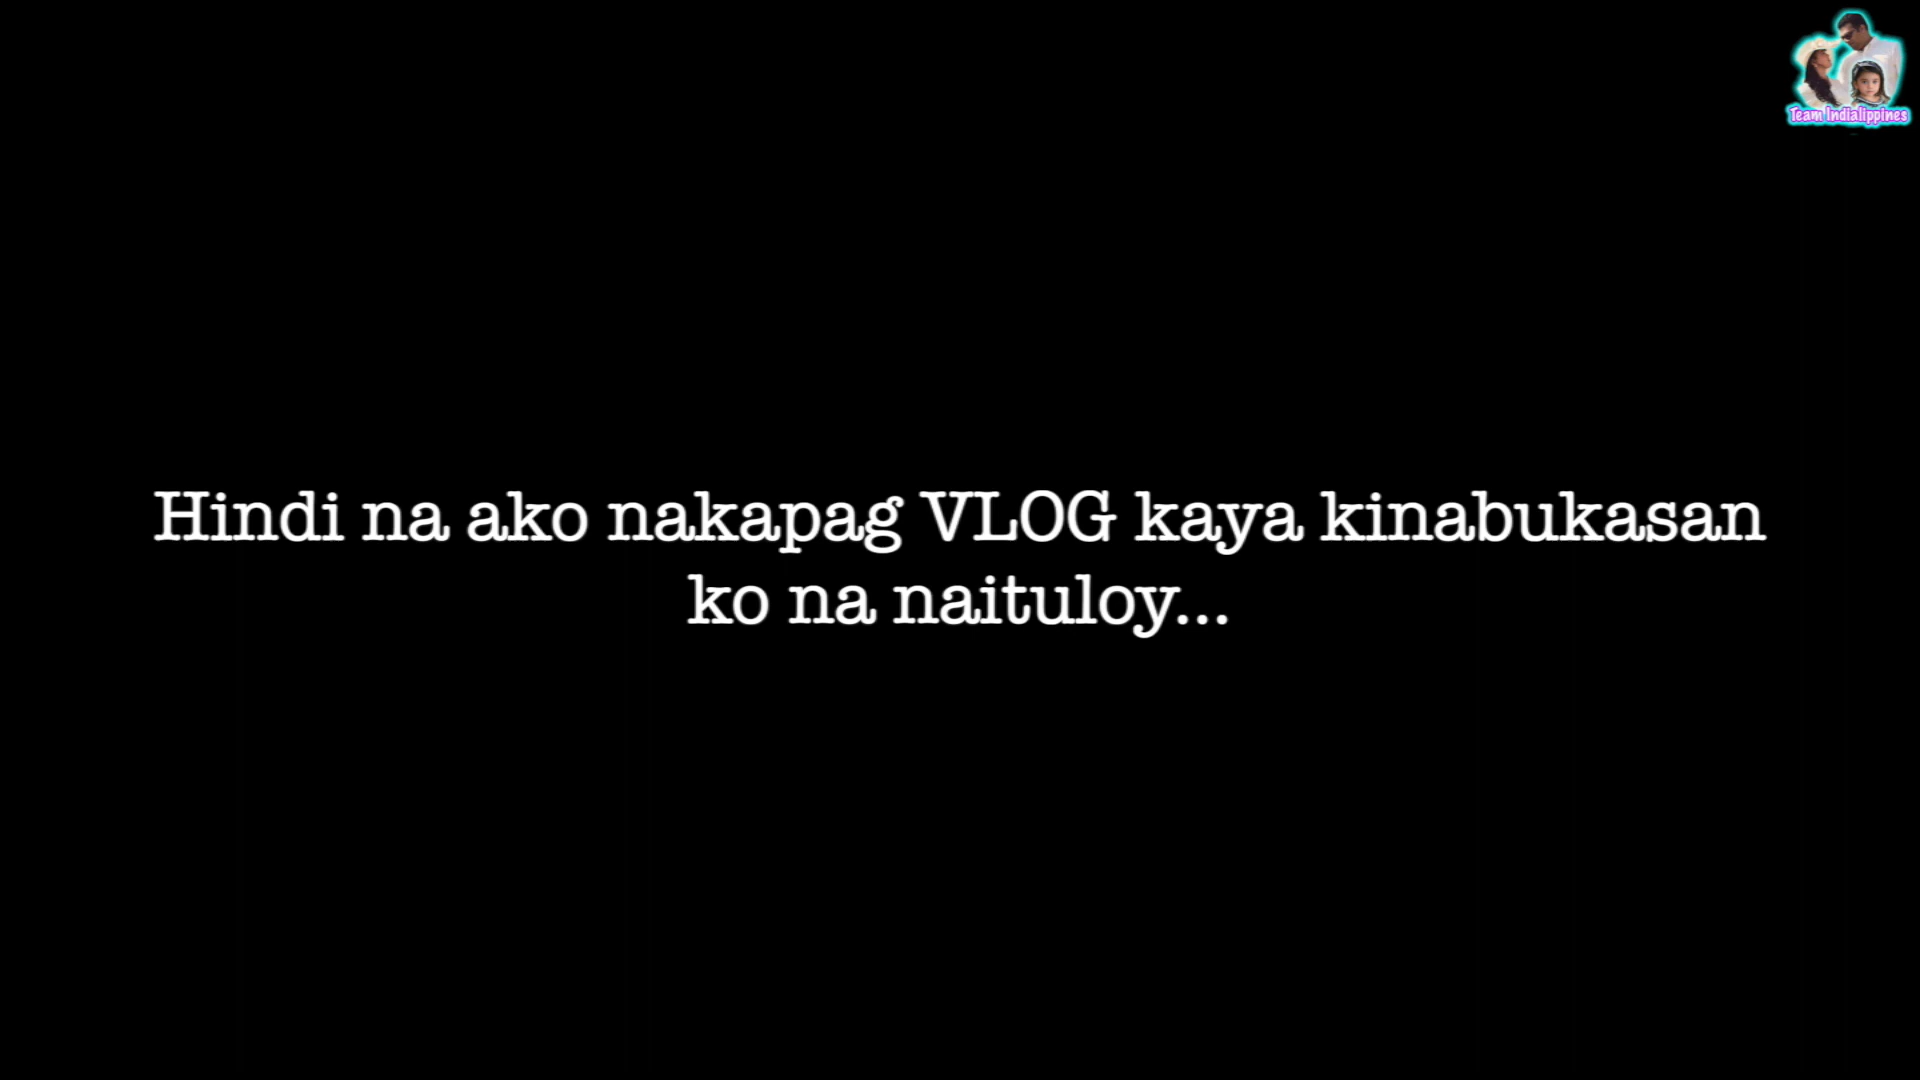 Team Indialippines
Hindi na ako nakapag VLOG kaya kinabukasan
ko na naituloy...